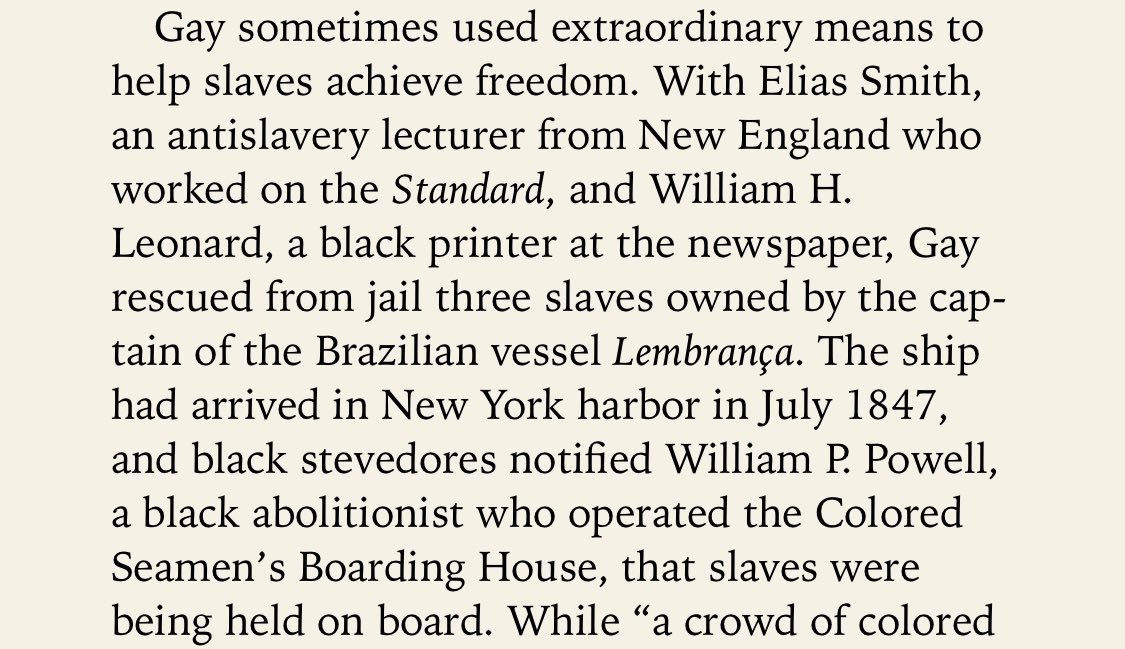 Gay sometimes used extraordinary means to
help slaves achieve freedom. With Elias Smith,
an antislavery lecturer from New England who
worked on the Standard, and William H.
Leonard, a black printer at the newspaper, Gay
rescued from jail three slaves owned by the cap-
tain of the Brazilian vessel Lembrança. The ship
had arrived in New York harbor in July 1847,
and black stevedores notified William P. Powell,
a black abolitionist who operated the Colored
Seamen’s Boarding House, that slaves were
being held on board. While “a crowd of colored